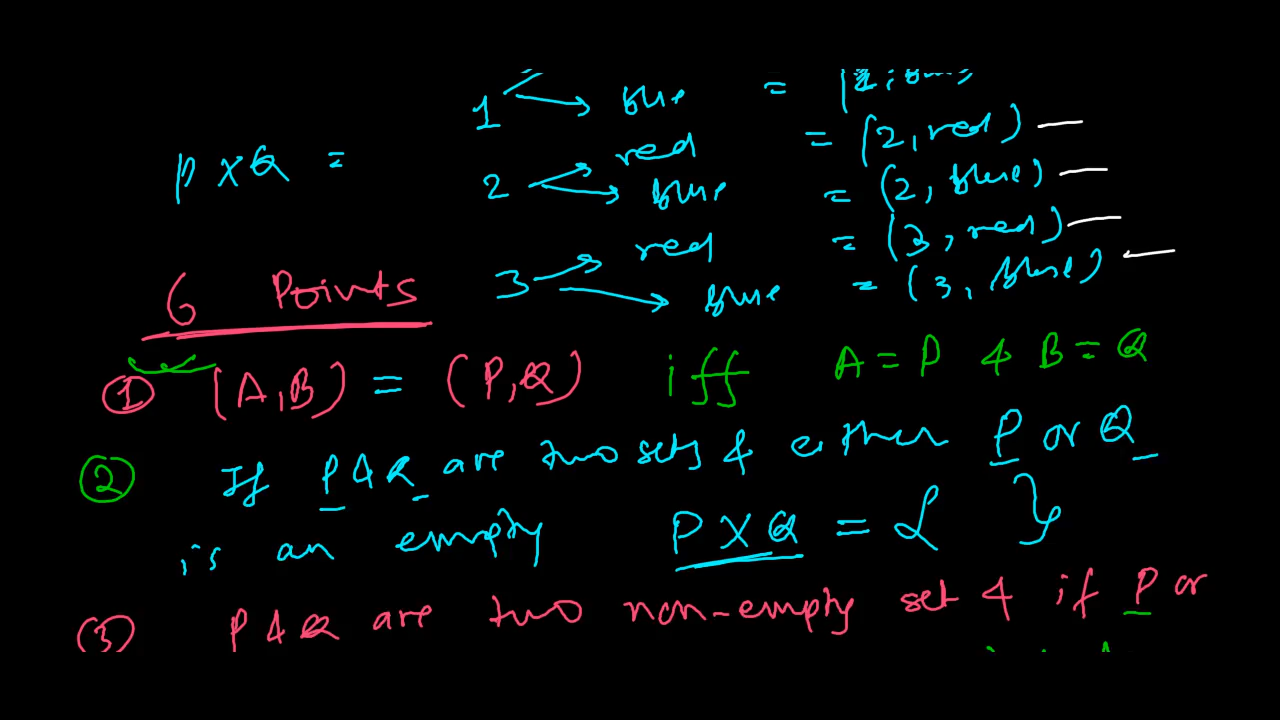 1 → blue =
P X Q = 2 → red = (2, red)
→ blue = (2, blue)
3 → red = (3, red)
→ blue = (3, blue)
6 Points
① (A,B) = (P,Q) iff A = P & B = Q
② If P & Q are two sets & either P or Q
is an empty P X Q = { }
③ P & Q are two non-empty set & if P or